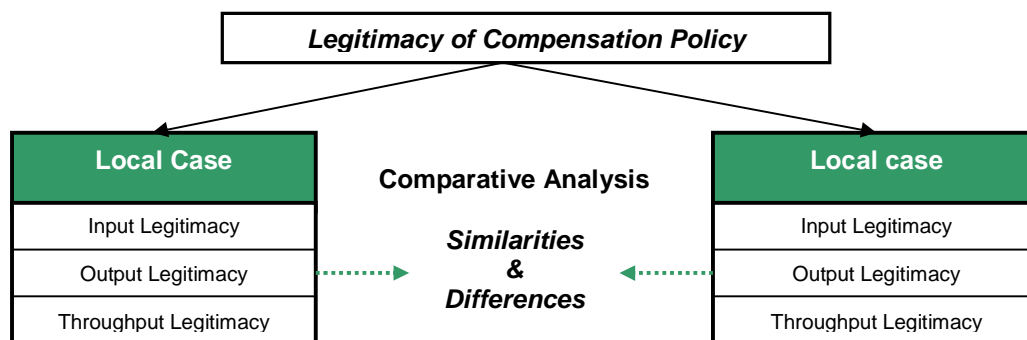 Legitimacy of Compensation Policy
Local Case
Input Legitimacy
Output Legitimacy
Throughput Legitimacy
Comparative Analysis
Similarities
&
Differences
Local case
Input Legitimacy
Output Legitimacy
Throughput Legitimacy